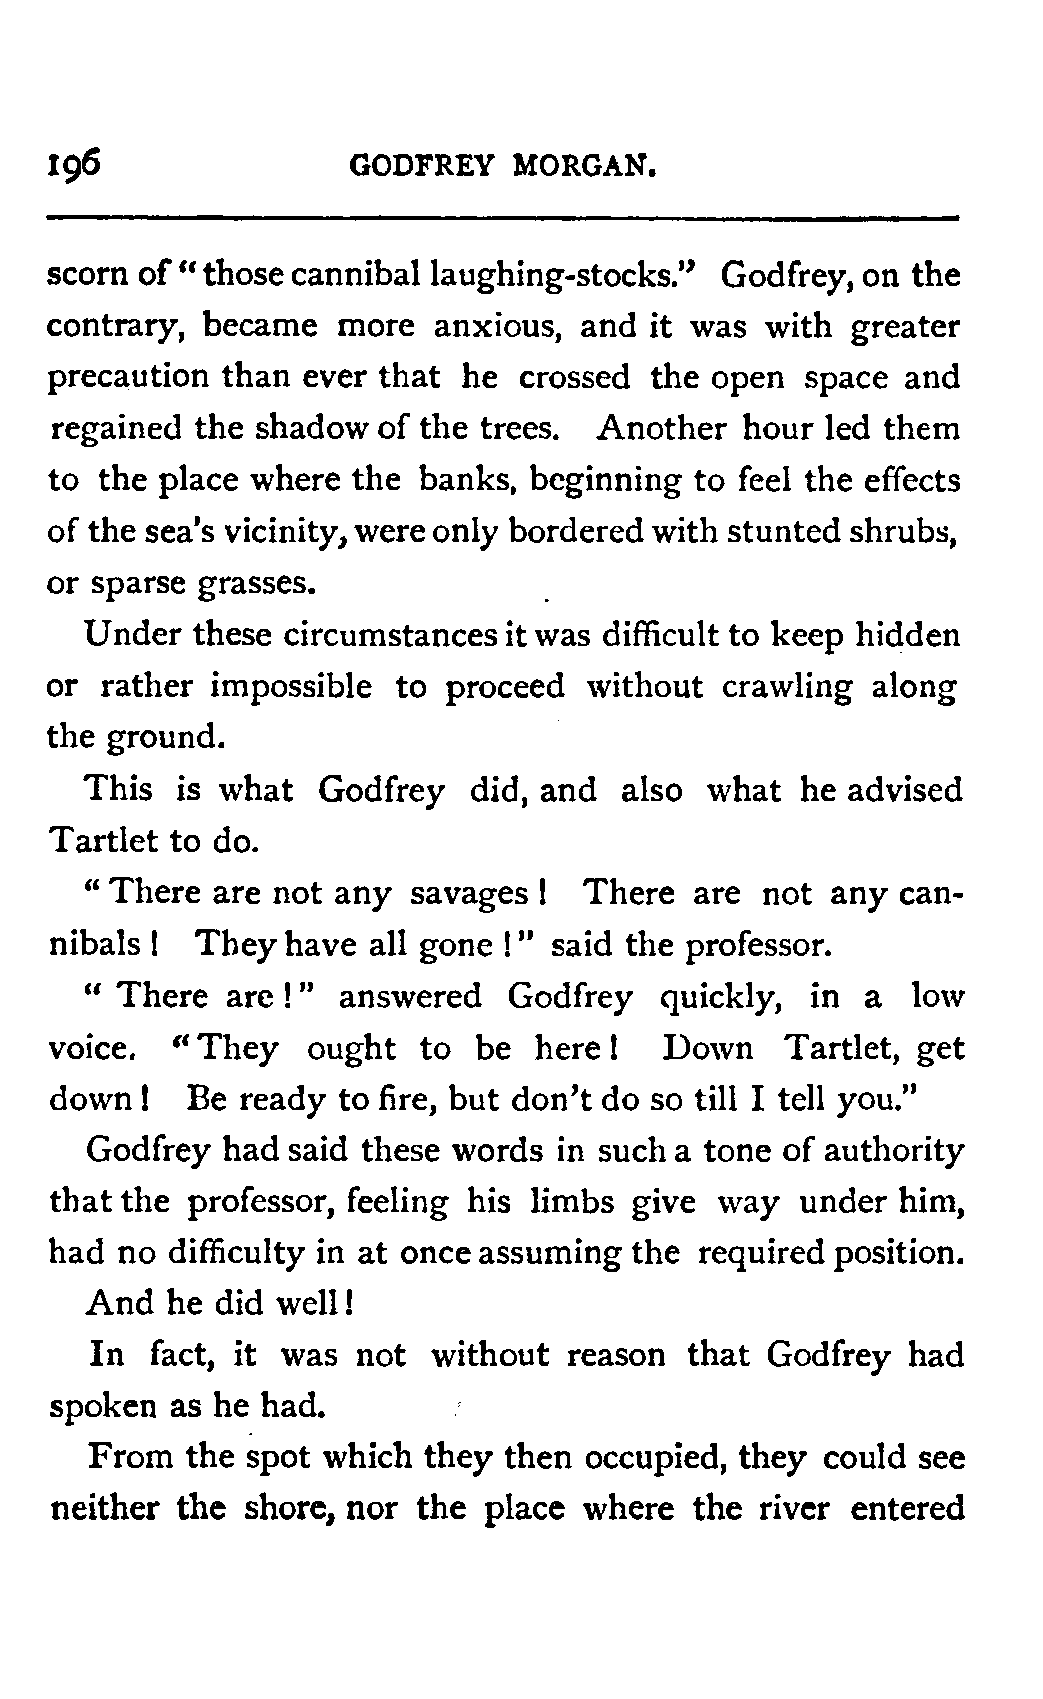 196 GODFREY MORGAN.
scorn of "those cannibal laughing-stocks." Godfrey, on the
contrary, became more anxious, and it was with greater
precaution than ever that he crossed the open space and
regained the shadow of the trees. Another hour led them
to the place where the banks, beginning to feel the effects
of the sea's vicinity, were only bordered with stunted shrubs,
or sparse grasses.
Under these circumstances it was difficult to keep hidden
or rather impossible to proceed without crawling along
the ground.
This is what Godfrey did, and also what he advised
Tartlet to do.
" There are not any savages ! There are not any can-
nibals ! They have all gone ! " said the professor.
" There are ! " answered Godfrey quickly, in a low
voice. " They ought to be here ! Down Tartlet, get
down ! Be ready to fire, but don't do so till I tell you."
Godfrey had said these words in such a tone of authority
that the professor, feeling his limbs give way under him,
had no difficulty in at once assuming the required position.
And he did well !
In fact, it was not without reason that Godfrey had
spoken as he had.
From the spot which they then occupied, they could see
neither the shore, nor the place where the river entered